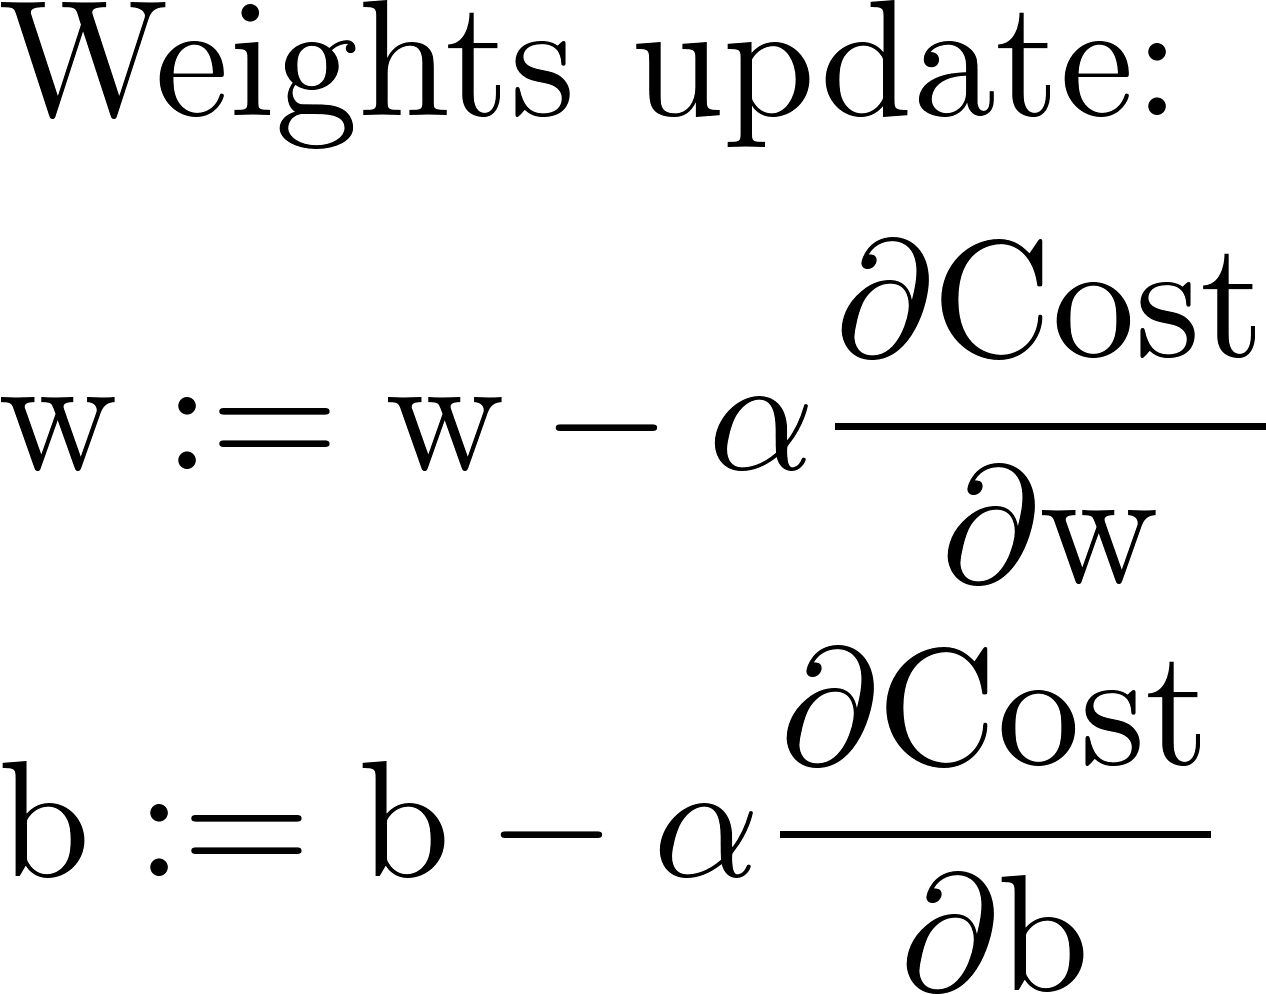 Weights update:
w := w − α ∂Cost/∂w
b := b − α ∂Cost/∂b